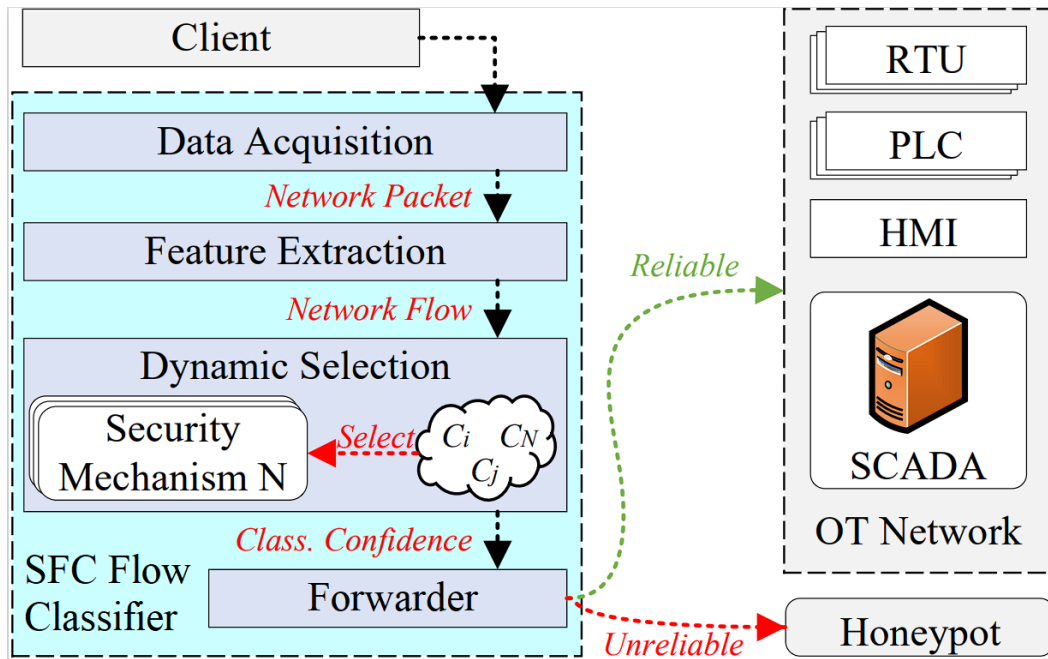 Client
Data Acquisition
Network Packet
Feature Extraction
Network Flow
Dynamic Selection
Security
Mechanism N
Select
Ci CN
Cj
Class. Confidence
SFC Flow
Classifier
Forwarder
Reliable
Unreliable
RTU
PLC
HMI
SCADA
OT Network
Honeypot